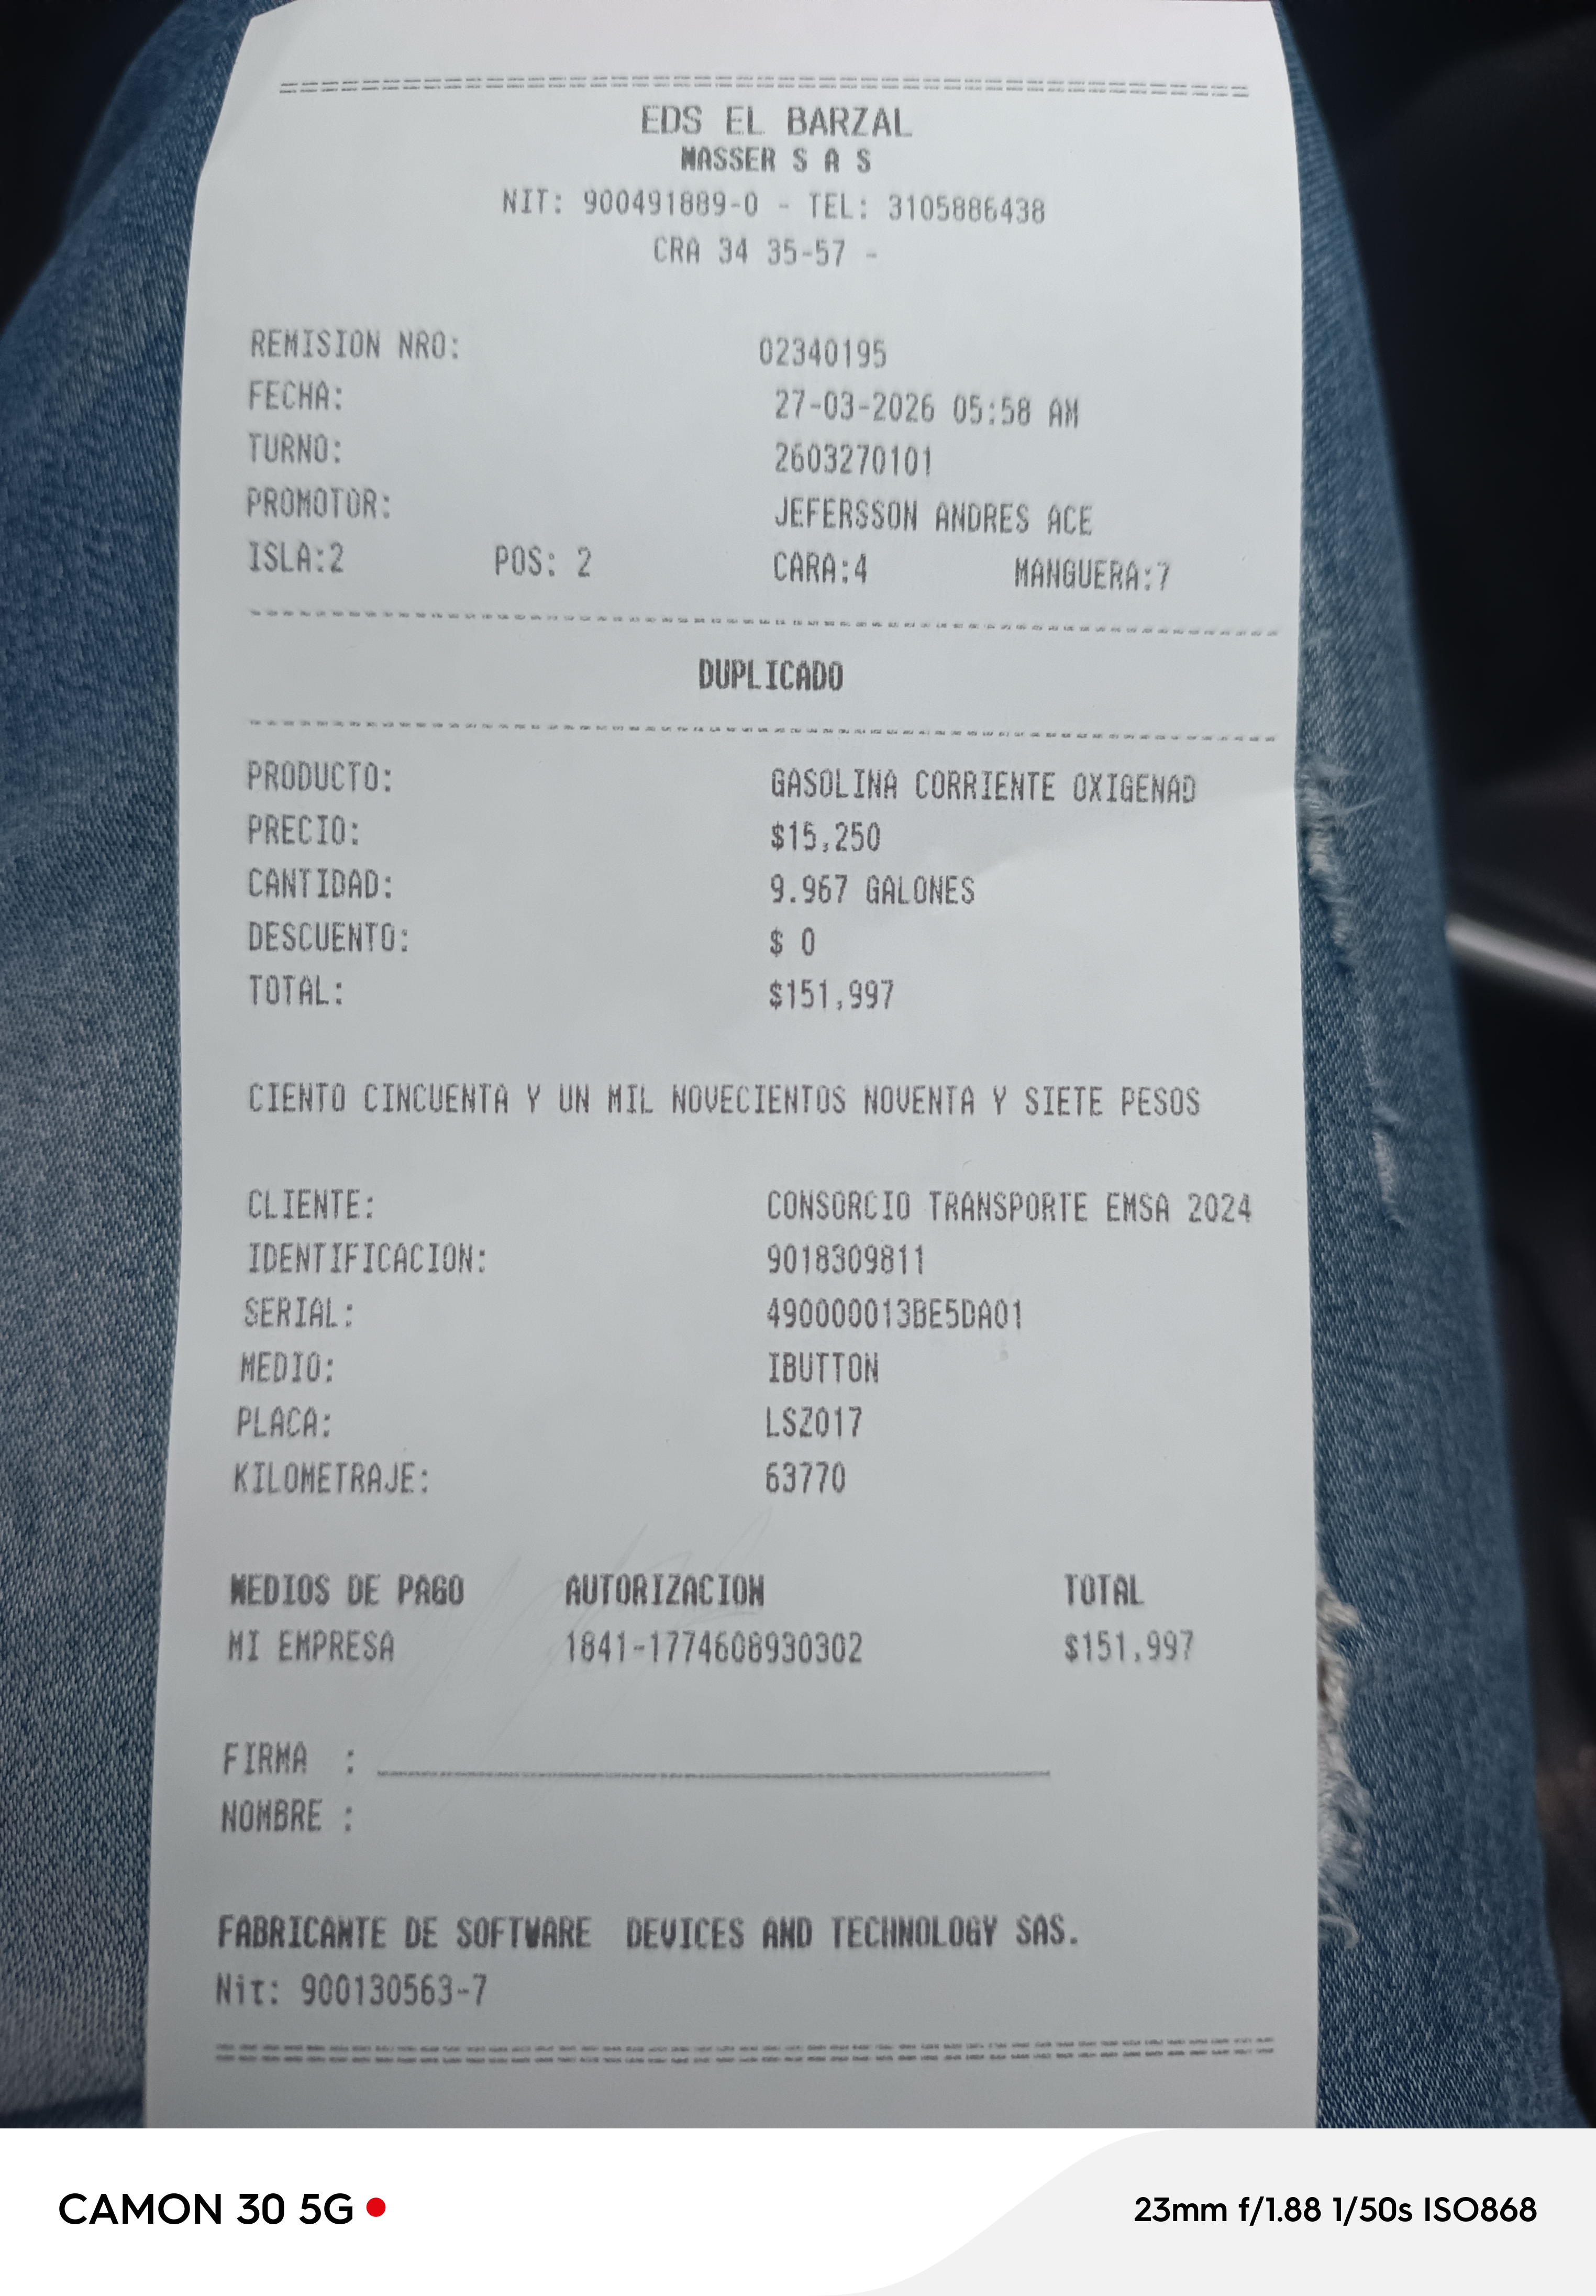 EDS EL BARZAL
MASSER S A S
NIT: 900491889-0 - TEL: 3105886438
CRA 34 35-57 -
REMISION NRO: 02340195
FECHA: 27-03-2026 05:58 AM
TURNO: 2603270101
PROMOTOR: JEFERSSON ANDRES ACE
ISLA:2 POS: 2 CARA:4 MANGUERA:7
DUPLICADO
PRODUCTO: GASOLINA CORRIENTE OXIGENAD
PRECIO: $15,250
CANTIDAD: 9.967 GALONES
DESCUENTO: $ 0
TOTAL: $151,997
CIENTO CINCUENTA Y UN MIL NOVECIENTOS NOVENTA Y SIETE PESOS
CLIENTE: CONSORCIO TRANSPORTE EMSA 2024
IDENTIFICACION: 9018309811
SERIAL: 490000013BE5DA01
MEDIO: IBUTTON
PLACA: LSZ017
KILOMETRAJE: 63770
MEDIOS DE PAGO AUTORIZACION TOTAL
MI EMPRESA 1841-1774608930302 $151,997
FIRMA :
NOMBRE :
FABRICANTE DE SOFTWARE DEVICES AND TECHNOLOGY SAS.
Nit: 900130563-7
CAMON 30 5G
23mm f/1.88 1/50s ISO868